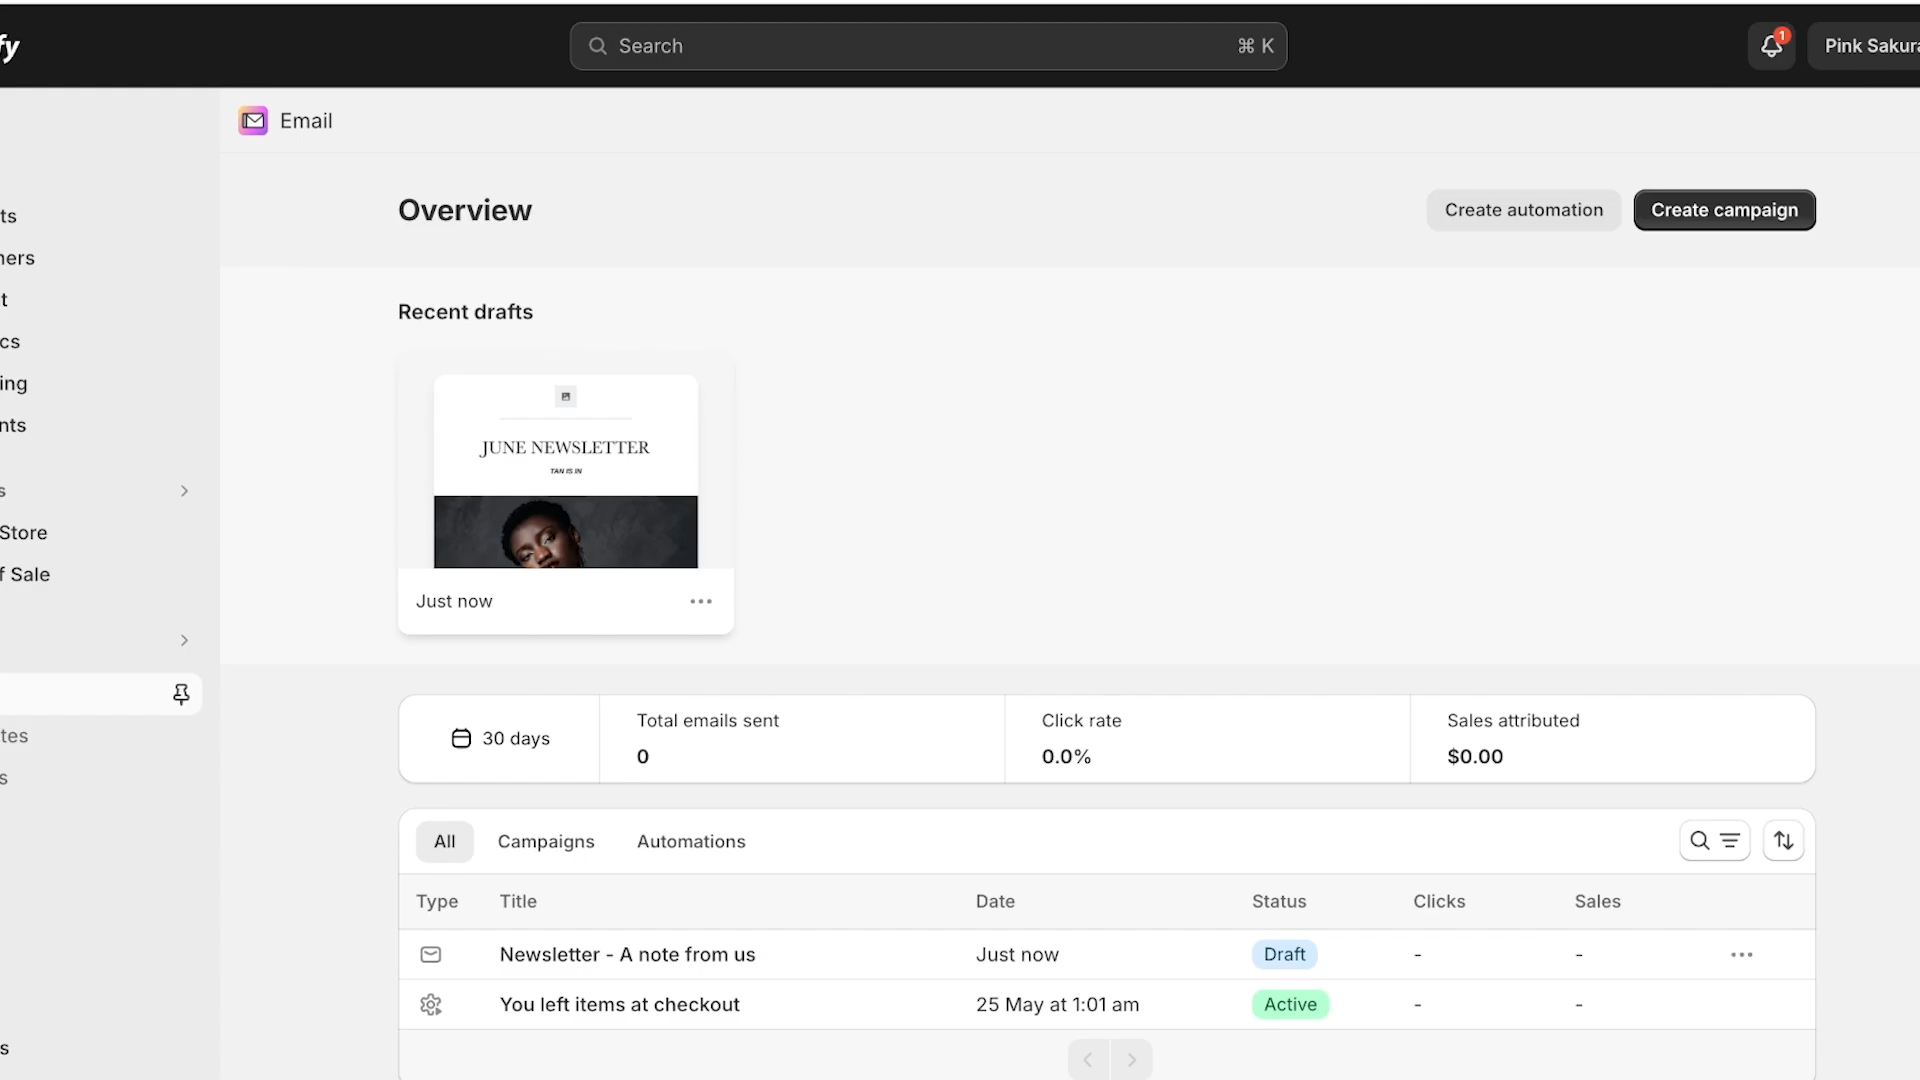 fy
Search
⌘ K
1
Pink Sakura
Email
Overview
Create automation
Create campaign
ts
ners
t
cs
ing
nts
s
Store
f Sale
tes
s
s
Recent drafts
JUNE NEWSLETTER
TAN IS IN
Just now
30 days
Total emails sent
0
Click rate
0.0%
Sales attributed
$0.00
All
Campaigns
Automations
Type Title Date Status Clicks Sales
Newsletter - A note from us Just now Draft - -
You left items at checkout 25 May at 1:01 am Active - -